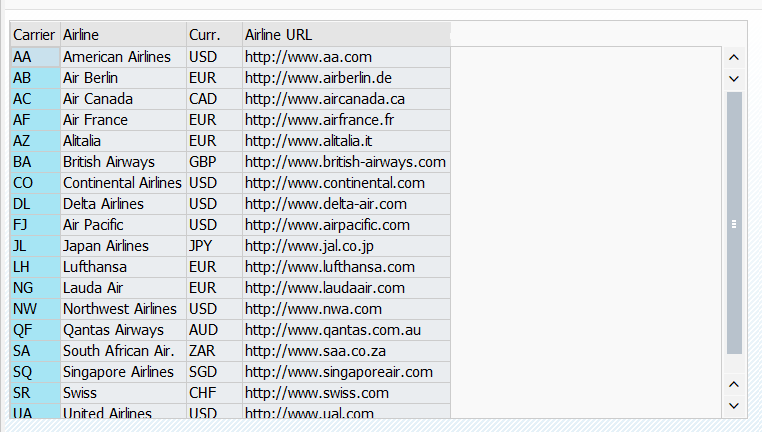 Carrier Airline Curr. Airline URL
AA American Airlines USD http://www.aa.com
AB Air Berlin EUR http://www.airberlin.de
AC Air Canada CAD http://www.aircanada.ca
AF Air France EUR http://www.airfrance.fr
AZ Alitalia EUR http://www.alitalia.it
BA British Airways GBP http://www.british-airways.com
CO Continental Airlines USD http://www.continental.com
DL Delta Airlines USD http://www.delta-air.com
FJ Air Pacific USD http://www.airpacific.com
JL Japan Airlines JPY http://www.jal.co.jp
LH Lufthansa EUR http://www.lufthansa.com
NG Lauda Air EUR http://www.laudaair.com
NW Northwest Airlines USD http://www.nwa.com
QF Qantas Airways AUD http://www.qantas.com.au
SA South African Air. ZAR http://www.saa.co.za
SQ Singapore Airlines SGD http://www.singaporeair.com
SR Swiss CHF http://www.swiss.com
UA United Airlines USD http://www.ual.com